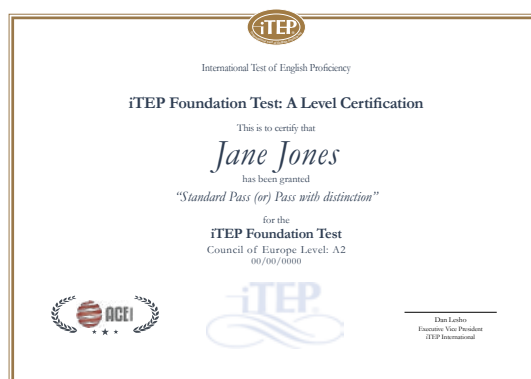 iTEP
International Test of English Proficiency
iTEP Foundation Test: A Level Certification
This is to certify that
Jane Jones
has been granted
“Standard Pass (or) Pass with distinction”
for the
iTEP Foundation Test
Council of Europe Level: A2
00/00/0000
ACEI
iTEP
Dan Lesho
Executive Vice President
iTEP International